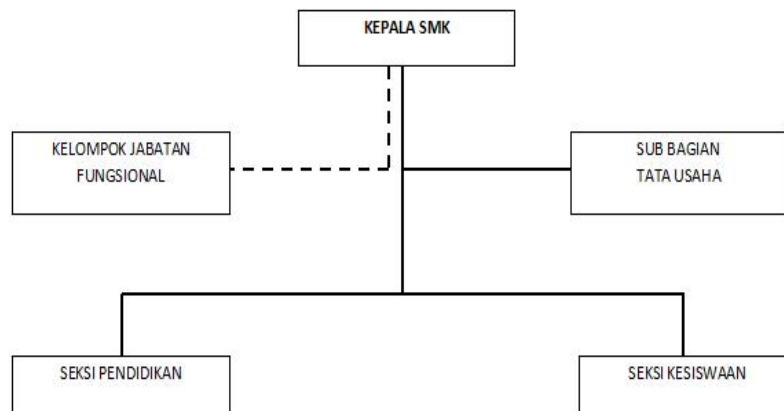 KEPALA SMK
KELOMPOK JABATAN
FUNGSIONAL
SUB BAGIAN
TATA USAHA
SEKSI PENDIDIKAN
SEKSI KESISWAAN